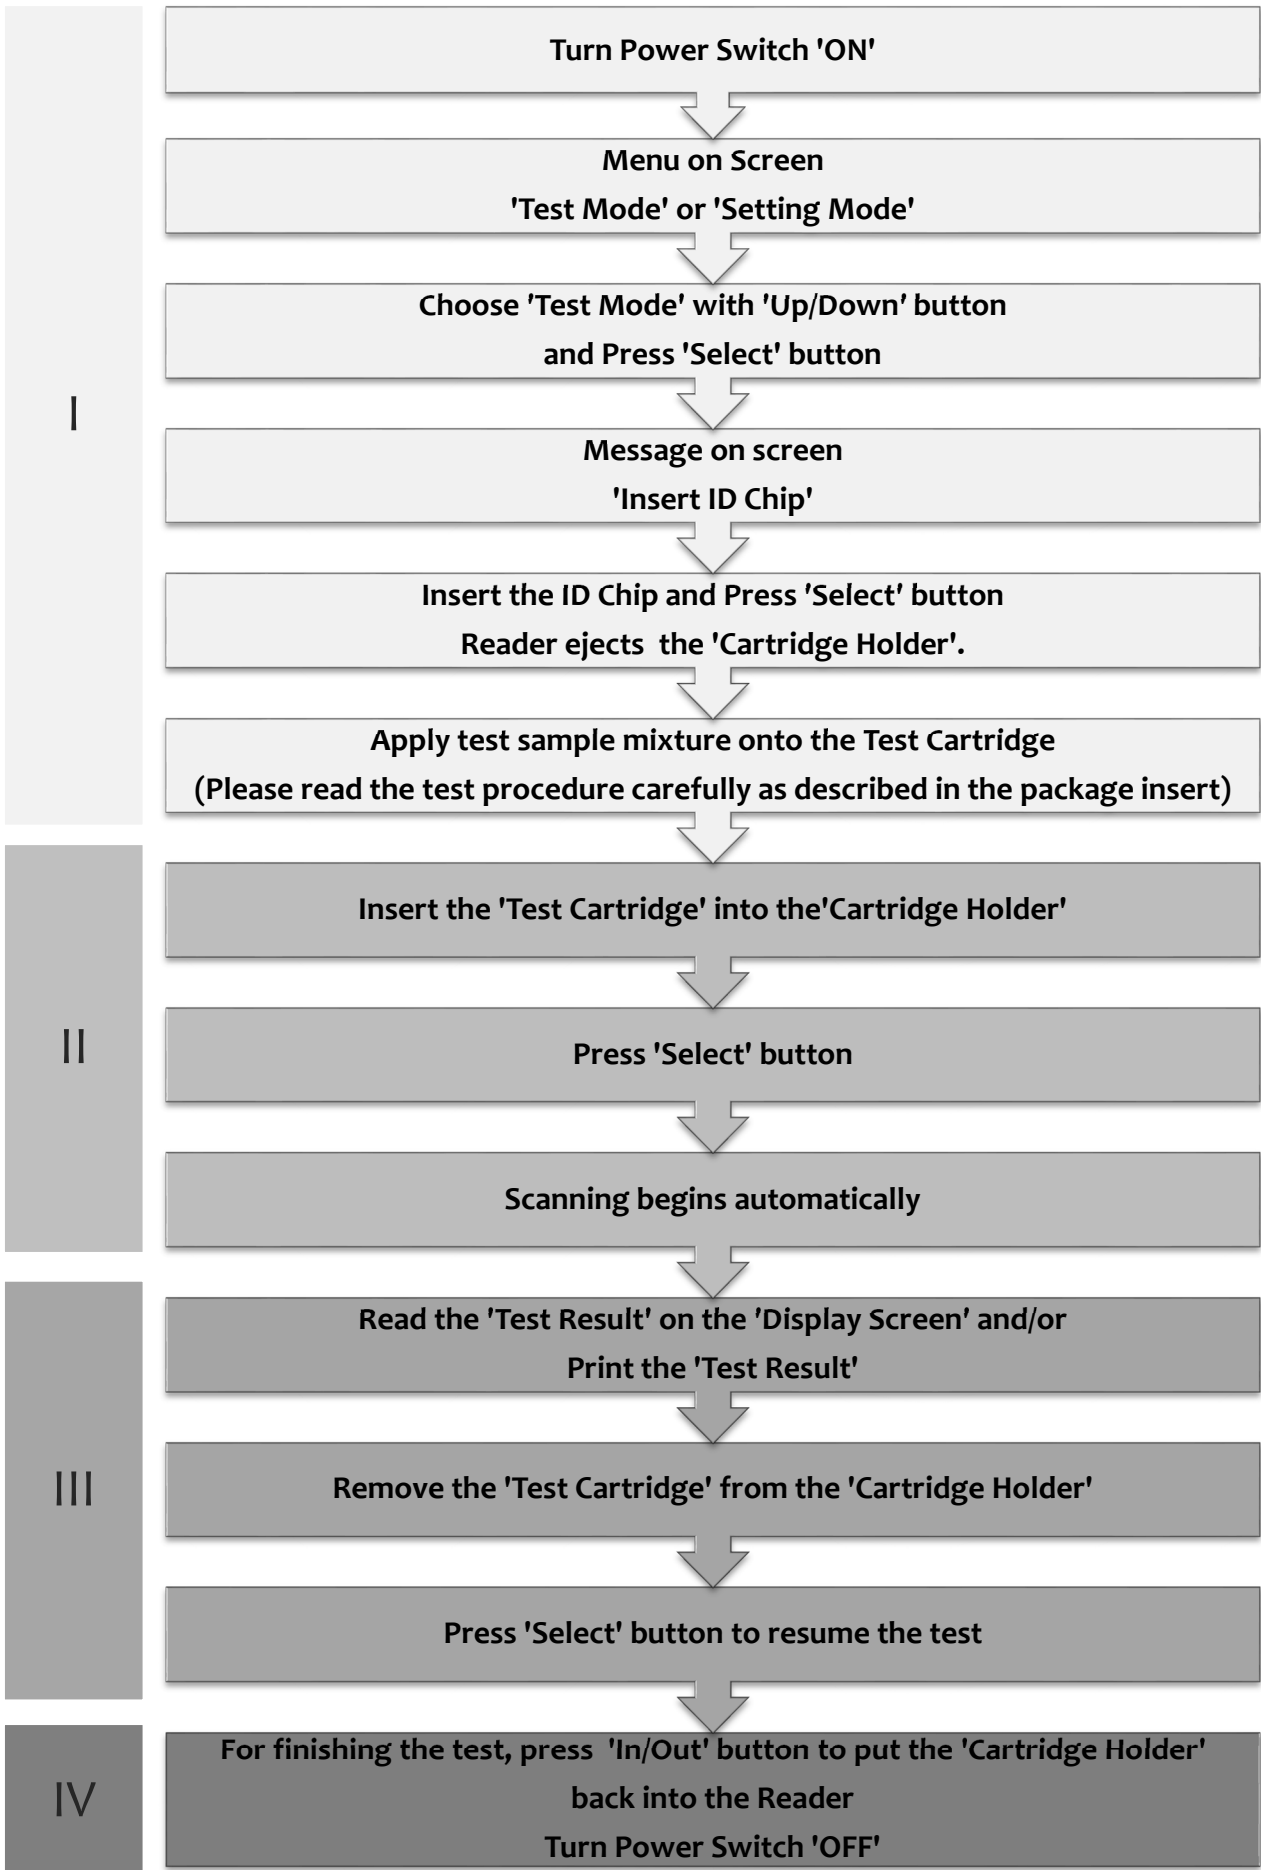 I
Turn Power Switch 'ON'
Menu on Screen
'Test Mode' or 'Setting Mode'
Choose 'Test Mode' with 'Up/Down' button
and Press 'Select' button
Message on screen
'Insert ID Chip'
Insert the ID Chip and Press 'Select' button
Reader ejects  the 'Cartridge Holder'.
Apply test sample mixture onto the Test Cartridge
(Please read the test procedure carefully as described in the package insert)
II
Insert the 'Test Cartridge' into the'Cartridge Holder'
Press 'Select' button
Scanning begins automatically
III
Read the 'Test Result' on the 'Display Screen' and/or
Print the 'Test Result'
Remove the 'Test Cartridge' from the 'Cartridge Holder'
Press 'Select' button to resume the test
IV
For finishing the test, press  'In/Out' button to put the 'Cartridge Holder'
back into the Reader
Turn Power Switch 'OFF'